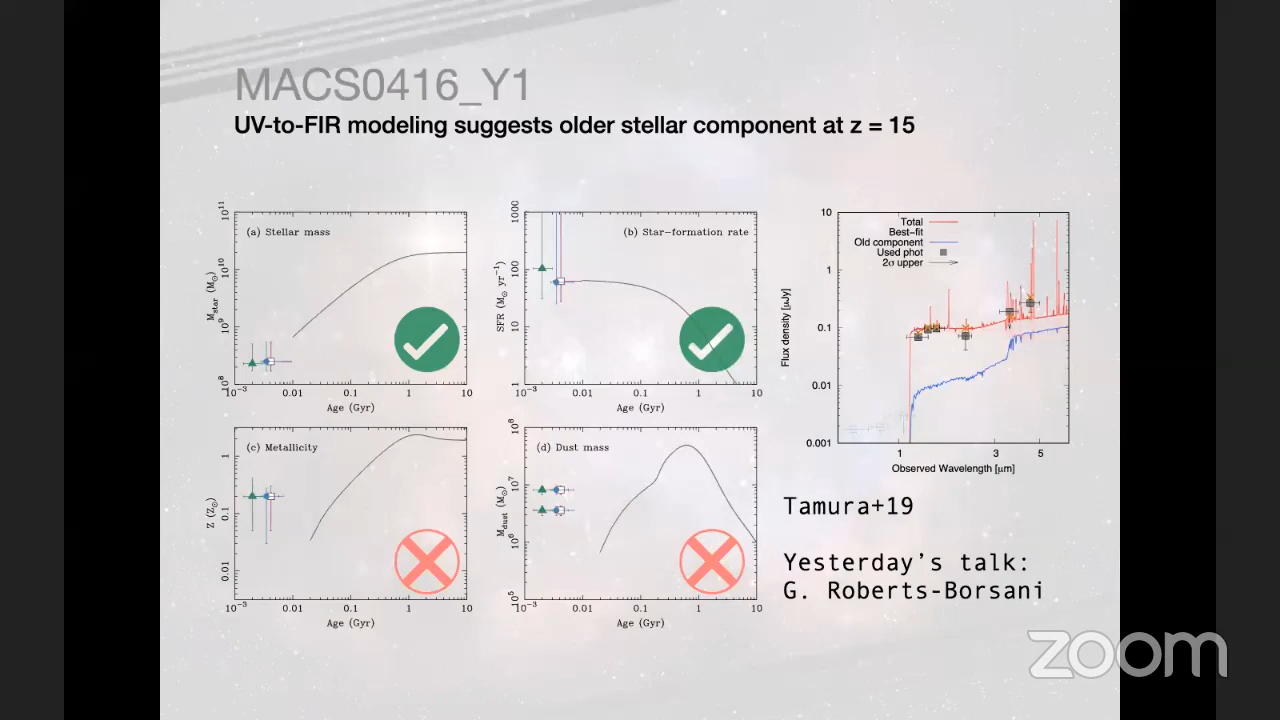 MACS0416_Y1
UV-to-FIR modeling suggests older stellar component at z = 15
(a) Stellar mass
10^11
10^10
10^9
10^8
M_star (M_⊙)
10^-3
0.01
0.1
1
10
Age (Gyr)
(b) Star-formation rate
1000
100
10
1
SFR (M_⊙ yr^-1)
10^-3
0.01
0.1
1
10
Age (Gyr)
Total
Best-fit
Old component
Used phot
2σ upper
10
1
0.1
0.01
0.001
Flux density [μJy]
1
3
5
Observed Wavelength [μm]
(c) Metallicity
1
0.1
0.01
Z (Z_⊙)
10^-3
0.01
0.1
1
10
Age (Gyr)
(d) Dust mass
10^8
10^7
10^6
10^5
M_dust (M_⊙)
10^-3
0.01
0.1
1
10
Age (Gyr)
Tamura+19
Yesterday's talk:
G. Roberts-Borsani
zoom